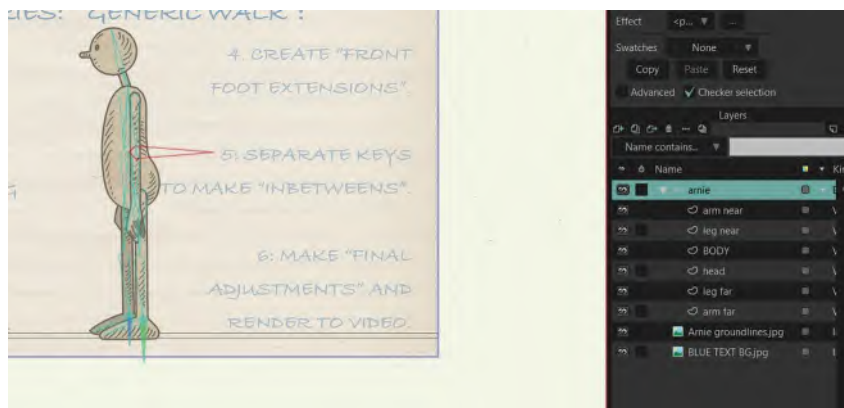 "GENERIC WALK":
4. CREATE "FRONT
FOOT EXTENSIONS".
5: SEPARATE KEYS
TO MAKE "INBETWEENS".
6: MAKE "FINAL
ADJUSTMENTS" AND
RENDER TO VIDEO.
Effect <p...
Swatches None
Copy Paste Reset
Advanced Checker selection
Layers
Name contains...
Name
arnie
arm near
leg near
BODY
head
leg far
arm far
Arnie groundlines.jpg
BLUE TEXT BG.jpg